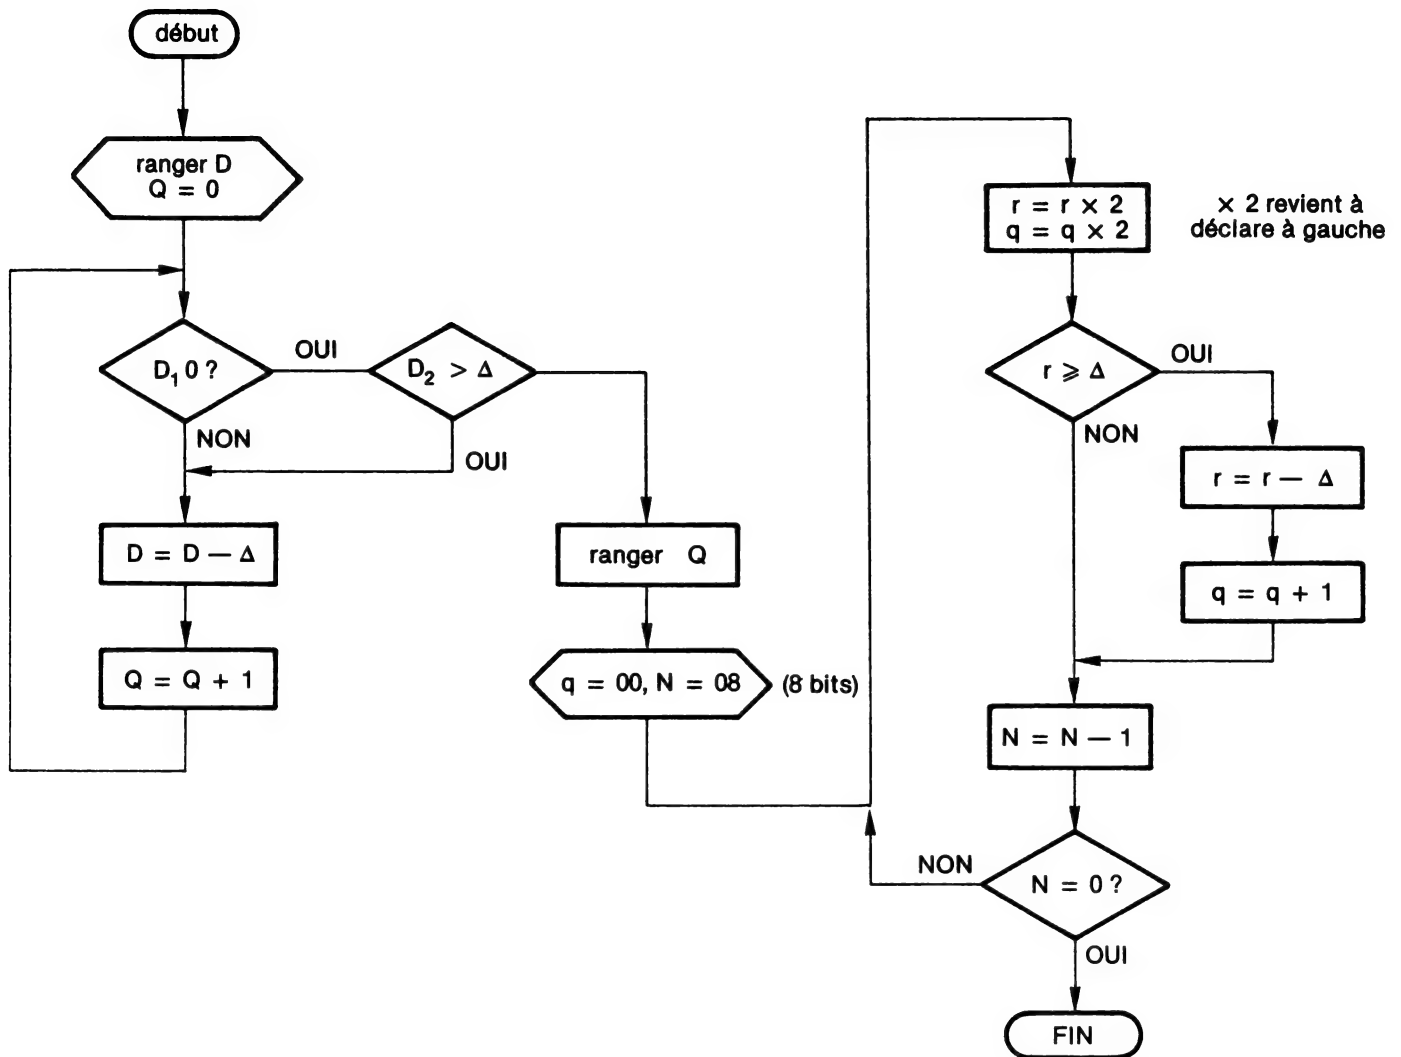 début
ranger D
Q = 0
D₁ 0 ?
OUI
NON
D₂ > Δ
OUI
D = D — Δ
Q = Q + 1
ranger Q
q = 00, N = 08
(8 bits)
r = r × 2
q = q × 2
× 2 revient à
déclare à gauche
r ⩾ Δ
OUI
NON
r = r — Δ
q = q + 1
N = N — 1
N = 0 ?
NON
OUI
FIN